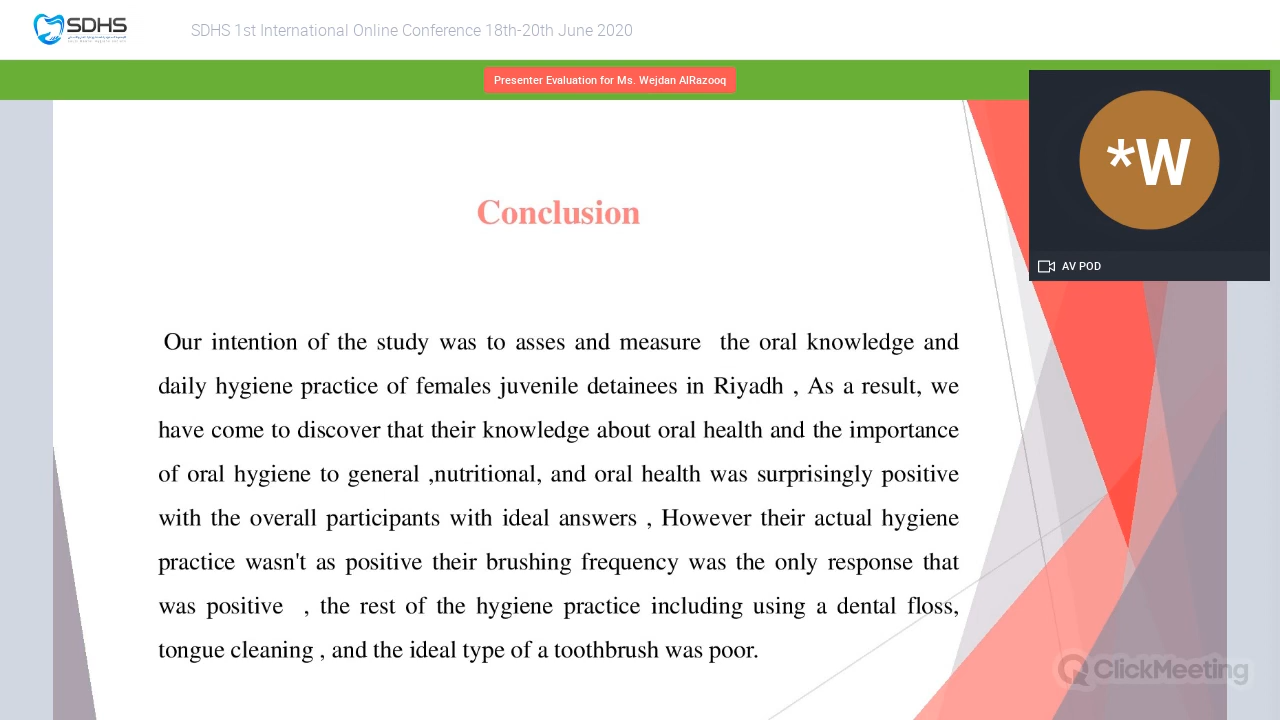 SDHS
SDHS 1st International Online Conference 18th-20th June 2020
Presenter Evaluation for Ms. Wejdan AlRazooq
*W
AV POD
Conclusion
Our intention of the study was to asses and measure the oral knowledge and
daily hygiene practice of females juvenile detainees in Riyadh , As a result, we
have come to discover that their knowledge about oral health and the importance
of oral hygiene to general ,nutritional, and oral health was surprisingly positive
with the overall participants with ideal answers , However their actual hygiene
practice wasn't as positive their brushing frequency was the only response that
was positive , the rest of the hygiene practice including using a dental floss,
tongue cleaning , and the ideal type of a toothbrush was poor.
ClickMeeting